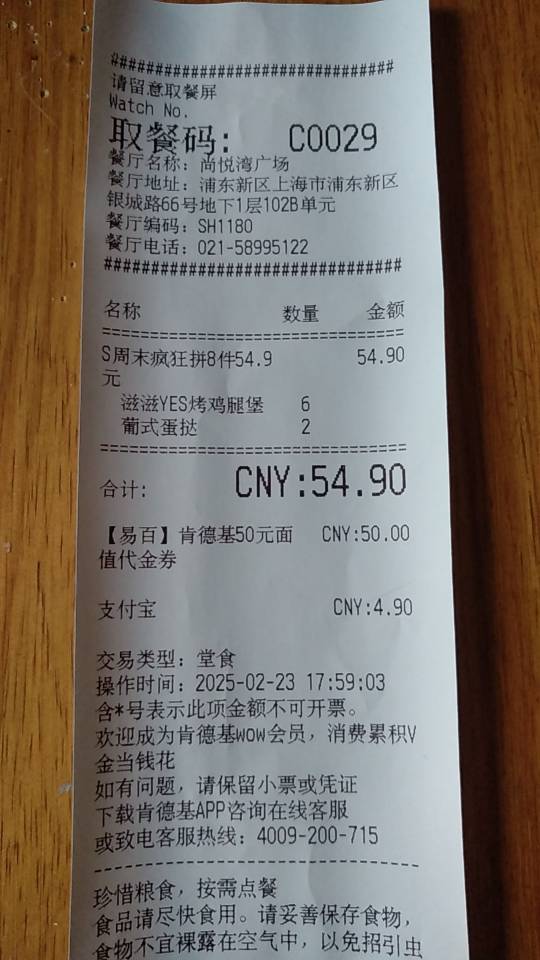 ################################
请留意取餐屏
Watch No.
取餐码: C0029
餐厅名称: 尚悦湾广场
餐厅地址: 浦东新区上海市浦东新区
银城路66号地下1层102B单元
餐厅编码: SH1180
餐厅电话: 021-58995122
################################
名称 数量 金额
================================
S周末疯狂拼8件54.9 54.90
元
滋滋YES烤鸡腿堡 6
葡式蛋挞 2
================================
合计: CNY:54.90
【易百】肯德基50元面 CNY:50.00
值代金券
支付宝 CNY:4.90
交易类型: 堂食
操作时间: 2025-02-23 17:59:03
含*号表示此项金额不可开票。
欢迎成为肯德基wow会员, 消费累积V
金当钱花
如有问题, 请保留小票或凭证
下载肯德基APP咨询在线客服
或致电客服热线: 4009-200-715
--------------------------------
珍惜粮食, 按需点餐
食品请尽快食用。请妥善保存食物,
食物不宜裸露在空气中, 以免招引虫